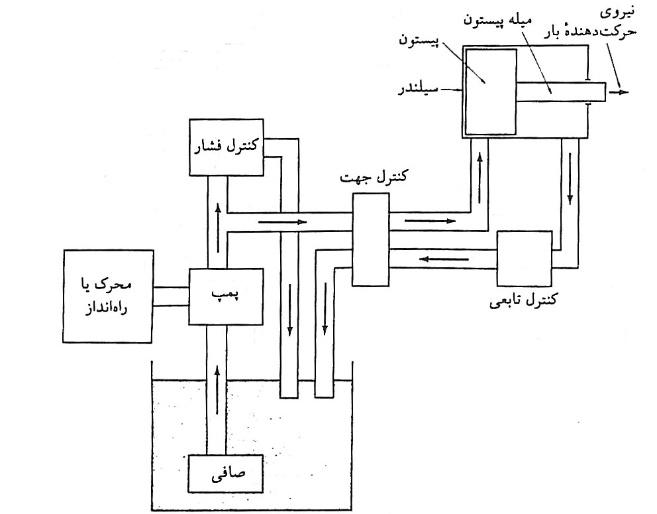 نیروی
حرکت‌دهندهٔ بار
میله پیستون
پیستون
سیلندر
کنترل فشار
کنترل جهت
محرک یا
راه‌انداز
پمپ
کنترل تابعی
صافی